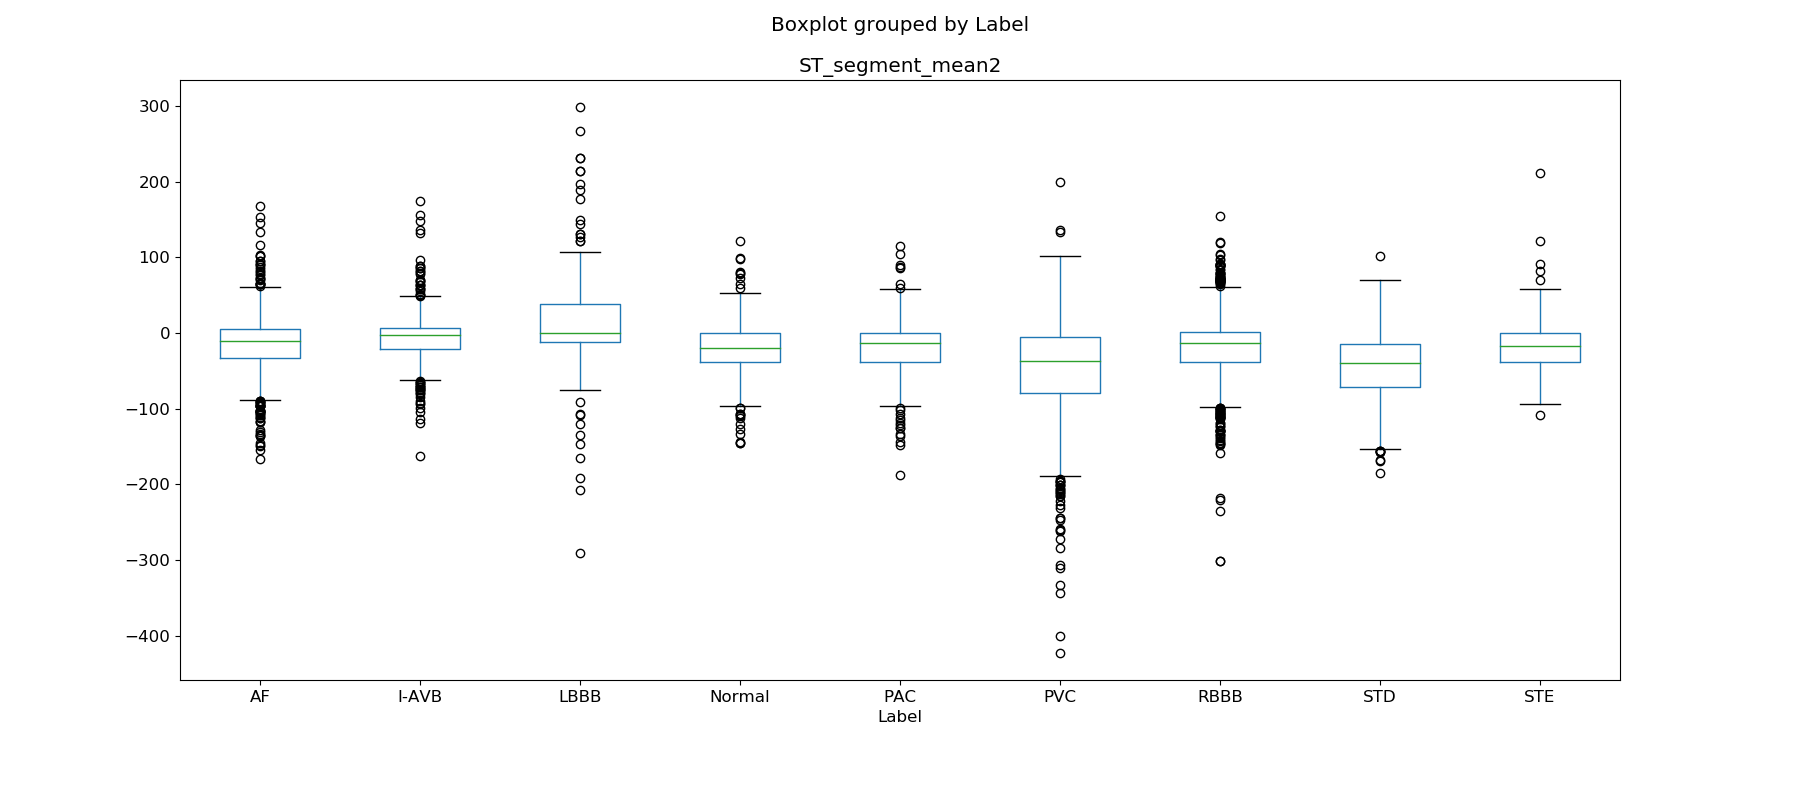 Boxplot grouped by Label
ST_segment_mean2
300
200
100
0
−100
−200
−300
−400
AF I-AVB LBBB Normal PAC PVC RBBB STD STE
Label